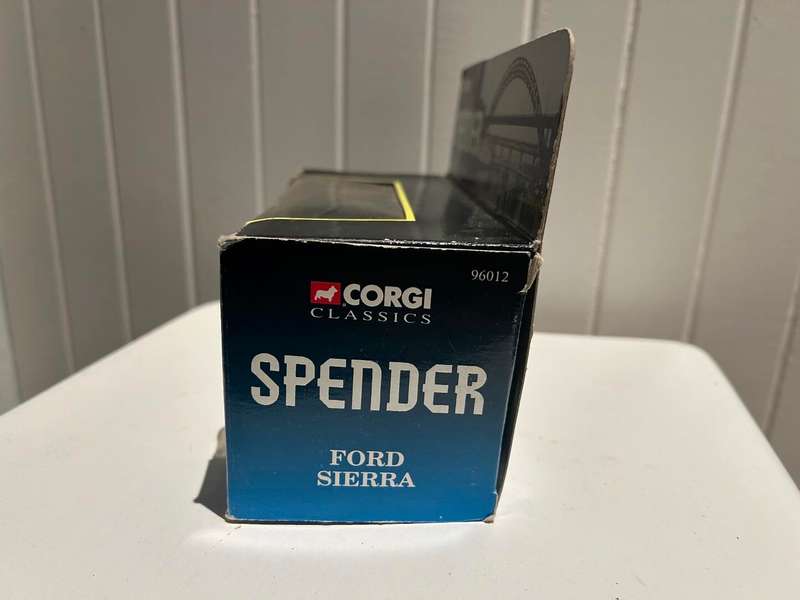 96012
CORGI
CLASSICS
SPENDER
FORD
SIERRA